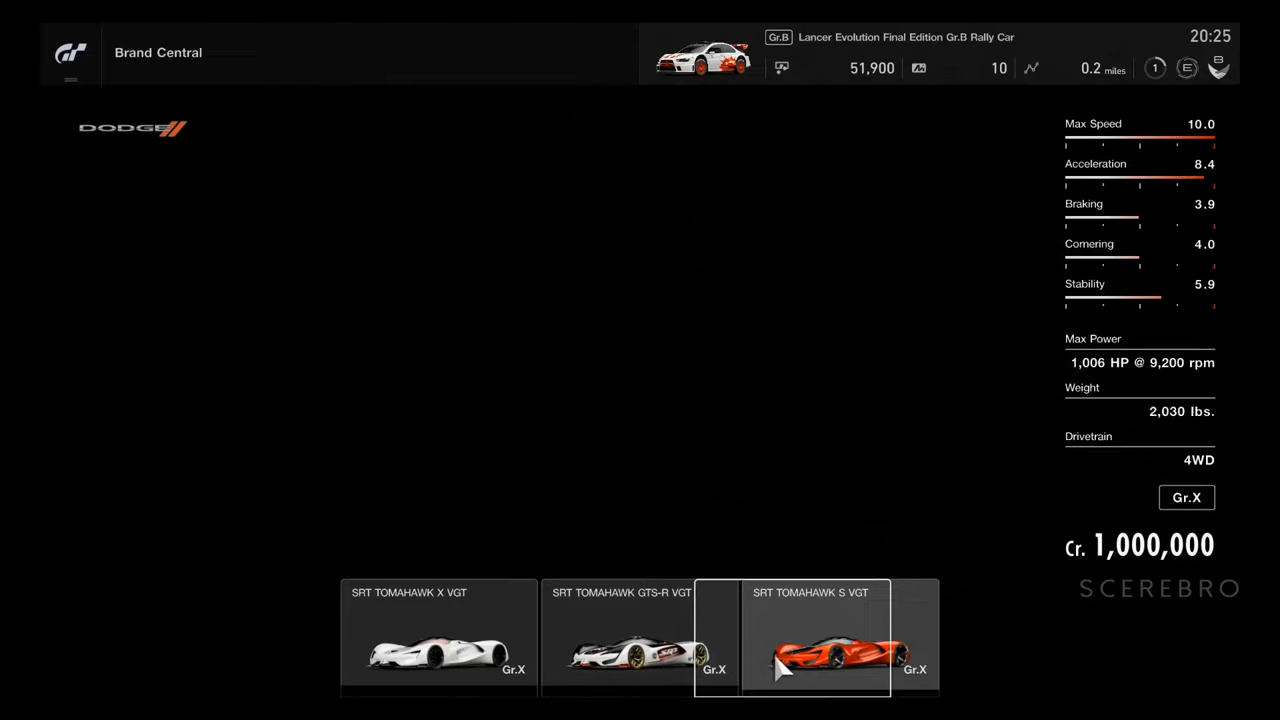 Brand Central
Gr.B Lancer Evolution Final Edition Gr.B Rally Car
20:25
51,900
10
0.2 miles
1
E
B
DODGE
Max Speed 10.0
Acceleration 8.4
Braking 3.9
Cornering 4.0
Stability 5.9
Max Power
1,006 HP @ 9,200 rpm
Weight
2,030 lbs.
Drivetrain
4WD
Gr.X
Cr. 1,000,000
SCEREBRO
SRT TOMAHAWK X VGT
Gr.X
SRT TOMAHAWK GTS-R VGT
Gr.X
SRT TOMAHAWK S VGT
Gr.X